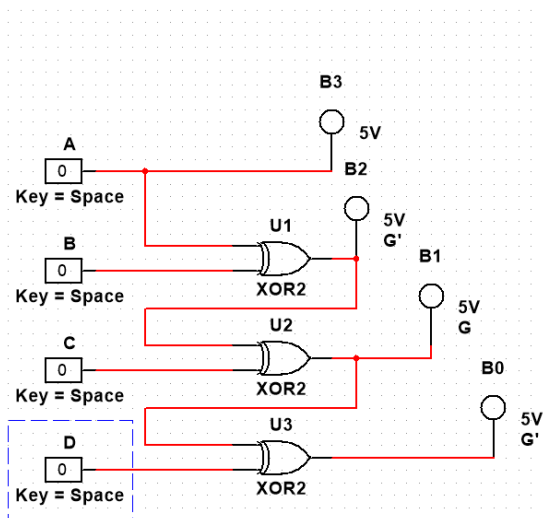 B3
5V
A
0
Key = Space
B2
5V
G'
U1
XOR2
B
0
Key = Space
B1
5V
G
U2
XOR2
C
0
Key = Space
B0
5V
G'
U3
XOR2
D
0
Key = Space